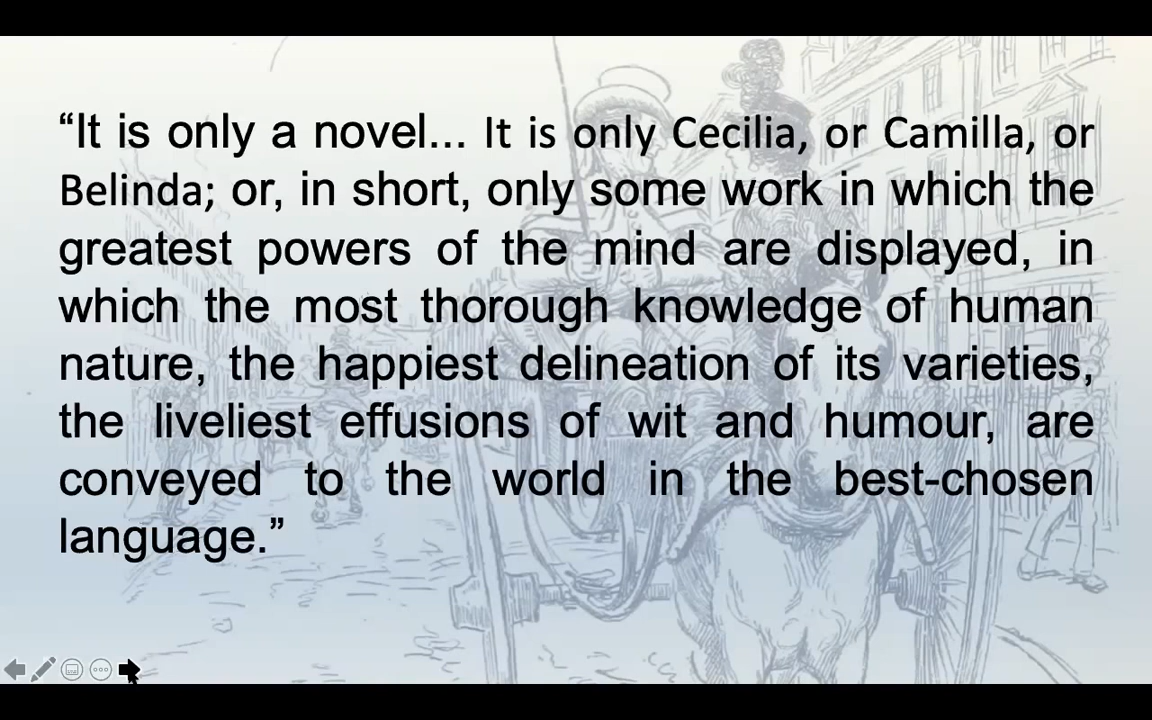 “It is only a novel... It is only Cecilia, or Camilla, or
Belinda; or, in short, only some work in which the
greatest powers of the mind are displayed, in
which the most thorough knowledge of human
nature, the happiest delineation of its varieties,
the liveliest effusions of wit and humour, are
conveyed to the world in the best-chosen
language.”